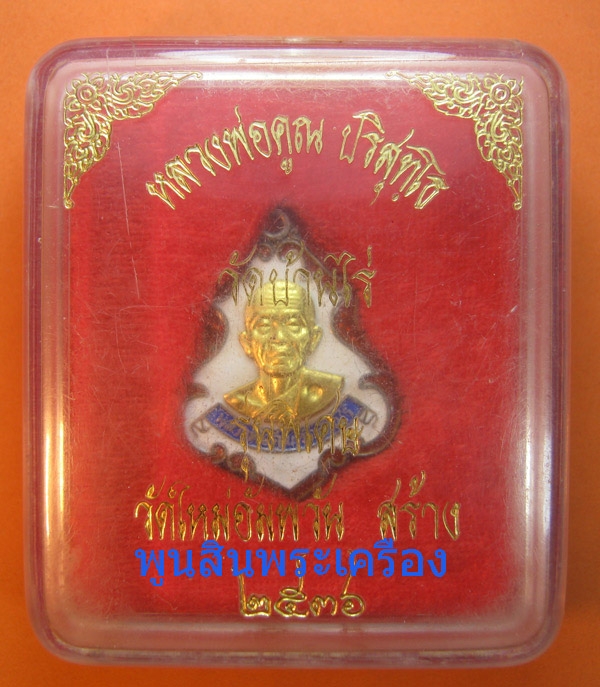 หลวงพ่อคูณ ปริสุทฺโธ
วัดบ้านไร่
วัดใหม่อัมพวัน สร้าง
พูนสินพระเครื่อง
๒๕๓๖